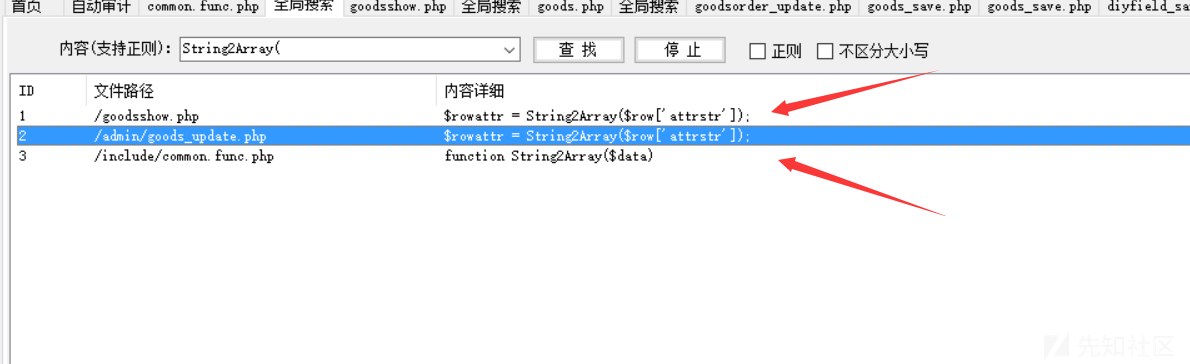 首页 自动审计 common.func.php 全局搜索 goodsshow.php 全局搜索 goods.php 全局搜索 goodsorder_update.php goods_save.php goods_save.php diyfield_sa
内容(支持正则): String2Array( 查 找 停 止 正则 不区分大小写
ID 文件路径 内容详细
1 /goodsshow.php $rowattr = String2Array($row['attrstr']);
2 /admin/goods_update.php $rowattr = String2Array($row['attrstr']);
3 /include/common.func.php function String2Array($data)
先知社区